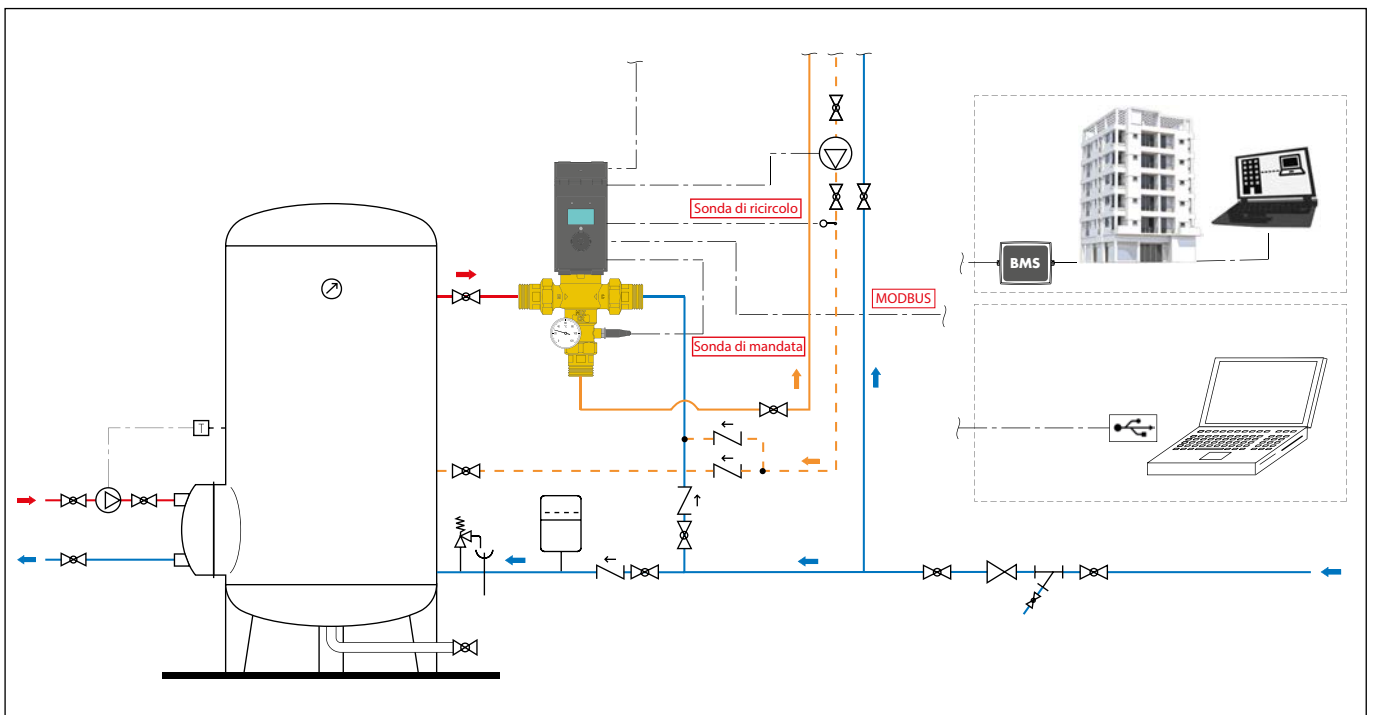 Sonda di ricircolo
BMS
MODBUS
Sonda di mandata
T